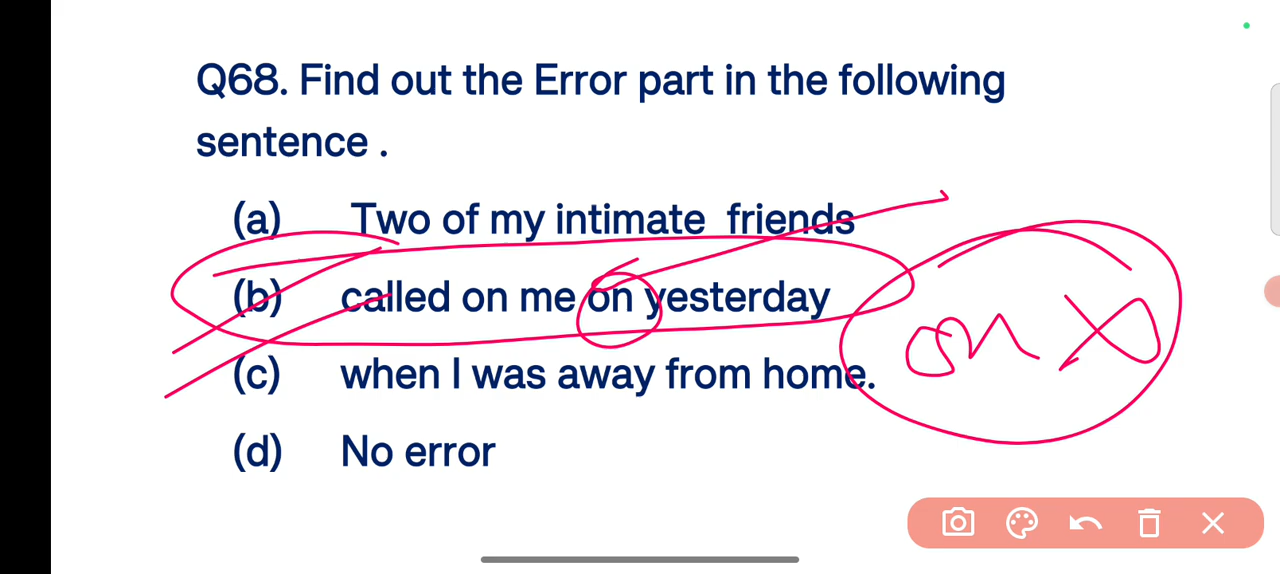 Q68. Find out the Error part in the following
sentence .
(a) Two of my intimate friends
(b) called on me on yesterday
(c) when I was away from home.
(d) No error
on X